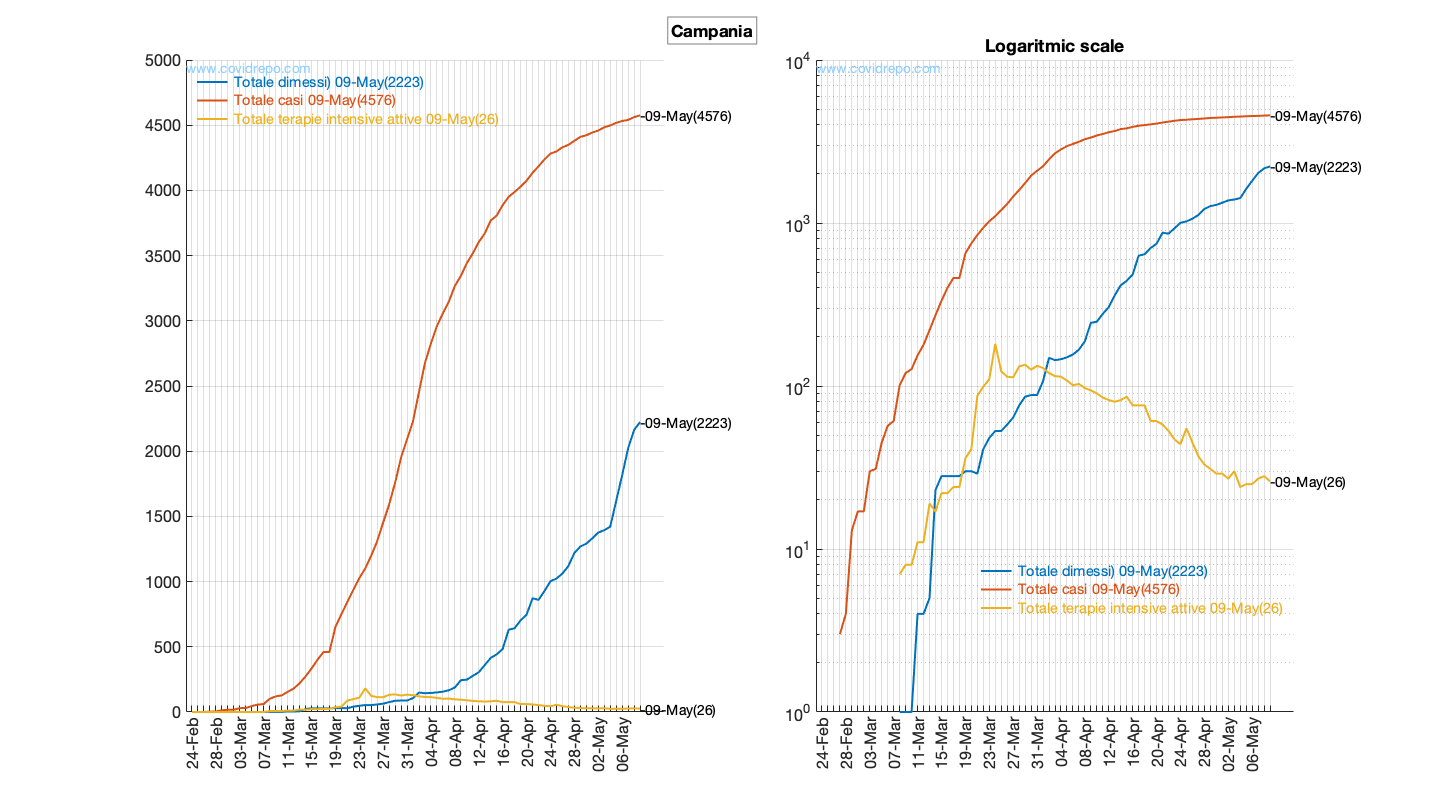 Campania
www.covidrepo.com
Totale dimessi) 09-May(2223)
Totale casi 09-May(4576)
Totale terapie intensive attive 09-May(26)
5000
4500
4000
3500
3000
2500
2000
1500
1000
500
0
-09-May(4576)
-09-May(2223)
-09-May(26)
24-Feb
28-Feb
03-Mar
07-Mar
11-Mar
15-Mar
19-Mar
23-Mar
27-Mar
31-Mar
04-Apr
08-Apr
12-Apr
16-Apr
20-Apr
24-Apr
28-Apr
02-May
06-May
Logaritmic scale
www.covidrepo.com
10^4
10^3
10^2
10^1
10^0
-09-May(4576)
-09-May(2223)
-09-May(26)
Totale dimessi) 09-May(2223)
Totale casi 09-May(4576)
Totale terapie intensive attive 09-May(26)
24-Feb
28-Feb
03-Mar
07-Mar
11-Mar
15-Mar
19-Mar
23-Mar
27-Mar
31-Mar
04-Apr
08-Apr
12-Apr
16-Apr
20-Apr
24-Apr
28-Apr
02-May
06-May